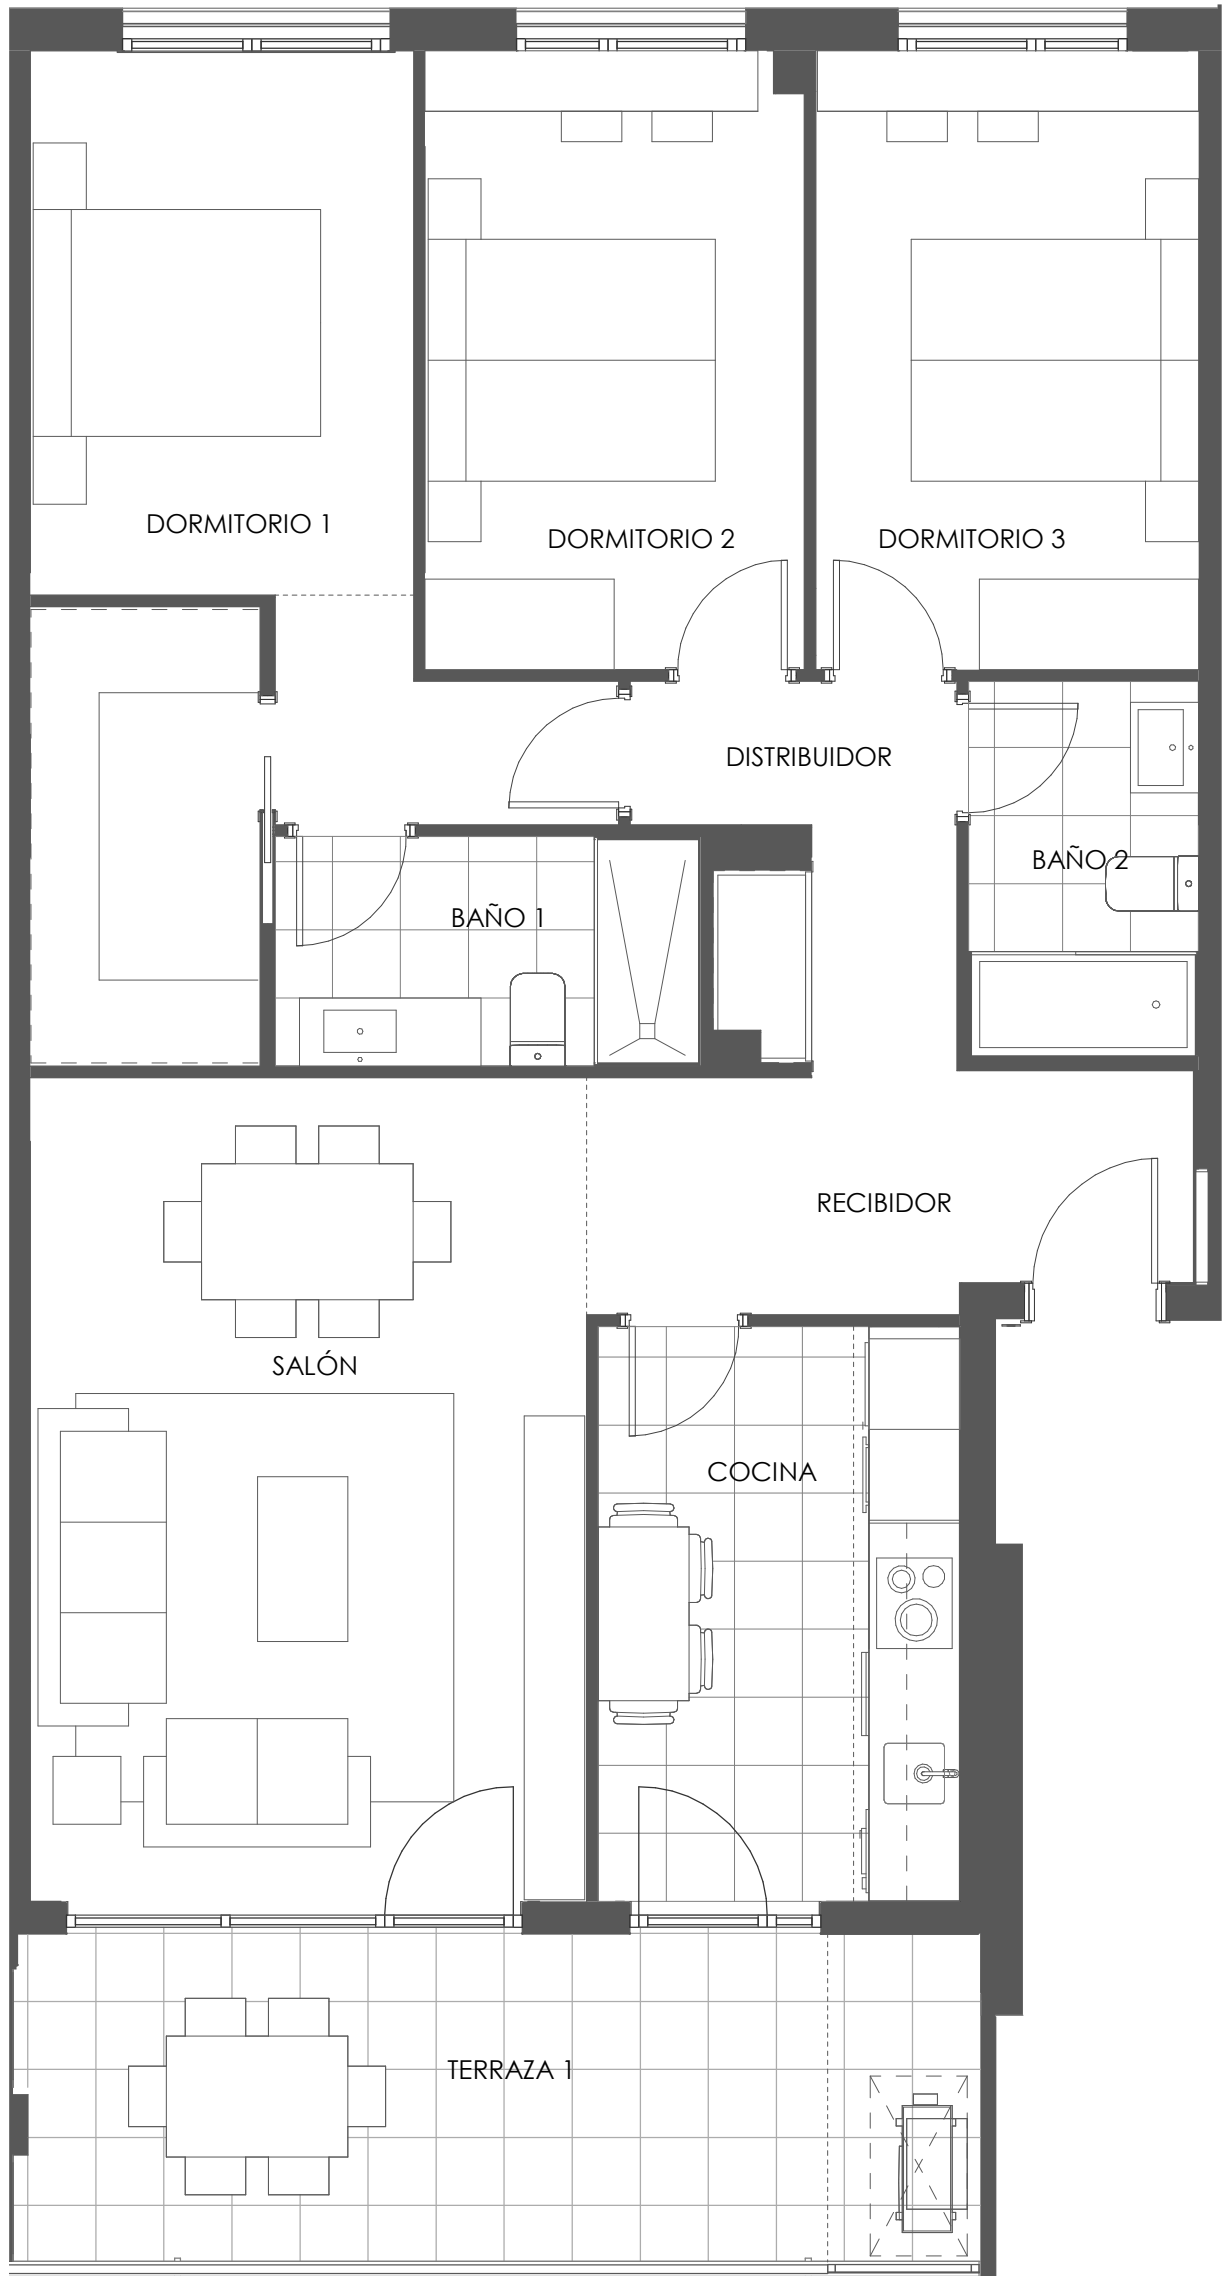 DORMITORIO 1
DORMITORIO 2
DORMITORIO 3
DISTRIBUIDOR
BAÑO 2
BAÑO 1
RECIBIDOR
SALÓN
COCINA
TERRAZA 1